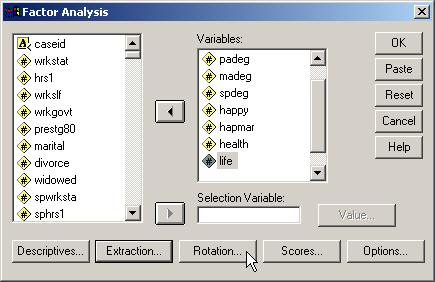 Factor Analysis
caseid
wrkstat
hrs1
wrkslf
wrkgovt
prestg80
marital
divorce
widowed
spwrksta
sphrs1
Variables:
padeg
madeg
spdeg
happy
hapmar
health
life
Selection Variable:
Value...
OK
Paste
Reset
Cancel
Help
Descriptives...
Extraction...
Rotation...
Scores...
Options...